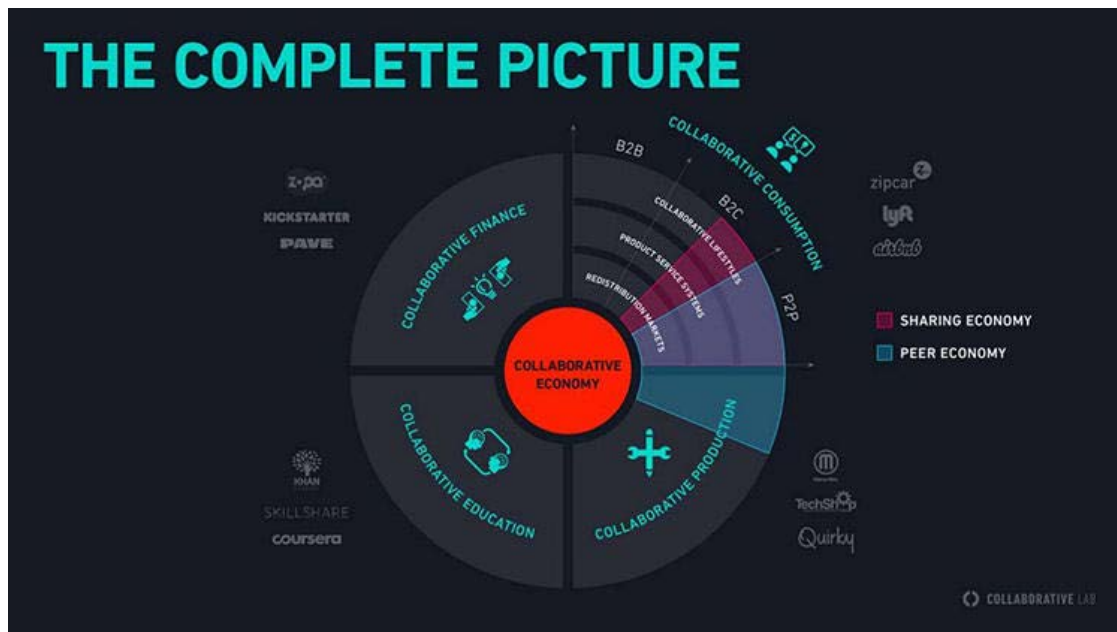 THE COMPLETE PICTURE
B2B
COLLABORATIVE CONSUMPTION
B2C
P2P
COLLABORATIVE LIFESTYLES
PRODUCT SERVICE SYSTEMS
REDISTRIBUTION MARKETS
COLLABORATIVE FINANCE
COLLABORATIVE
ECONOMY
COLLABORATIVE EDUCATION
COLLABORATIVE PRODUCTION
KICKSTARTER
PAVE
zipcar
lyft
airbnb
SHARING ECONOMY
PEER ECONOMY
KHAN
SKILLSHARE
coursera
TechShop
Quirky
COLLABORATIVE LAB